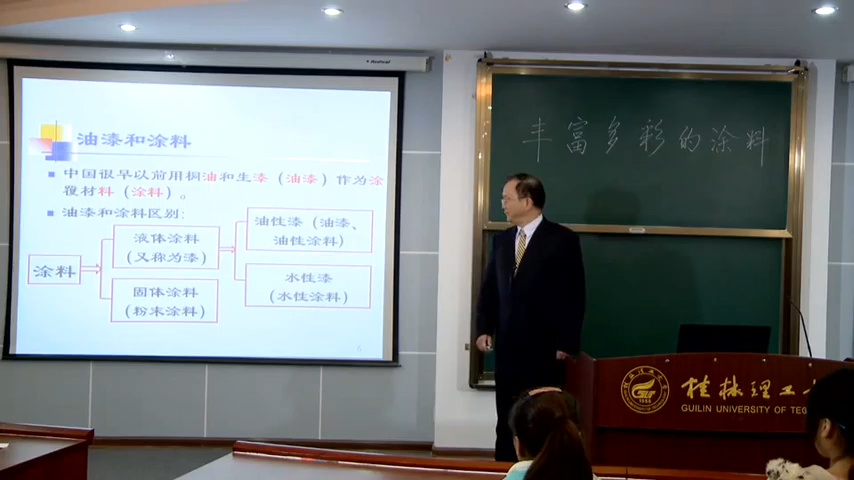 油漆和涂料
中国很早以前用桐油和生漆（油漆）作为涂
覆材料（涂料）。
油漆和涂料区别：
涂料
液体涂料
（又称为漆）
固体涂料
（粉末涂料）
油性漆（油漆、
油性涂料）
水性漆
（水性涂料）
丰富多彩的涂料
桂林理工
GUILIN UNIVERSITY OF TE